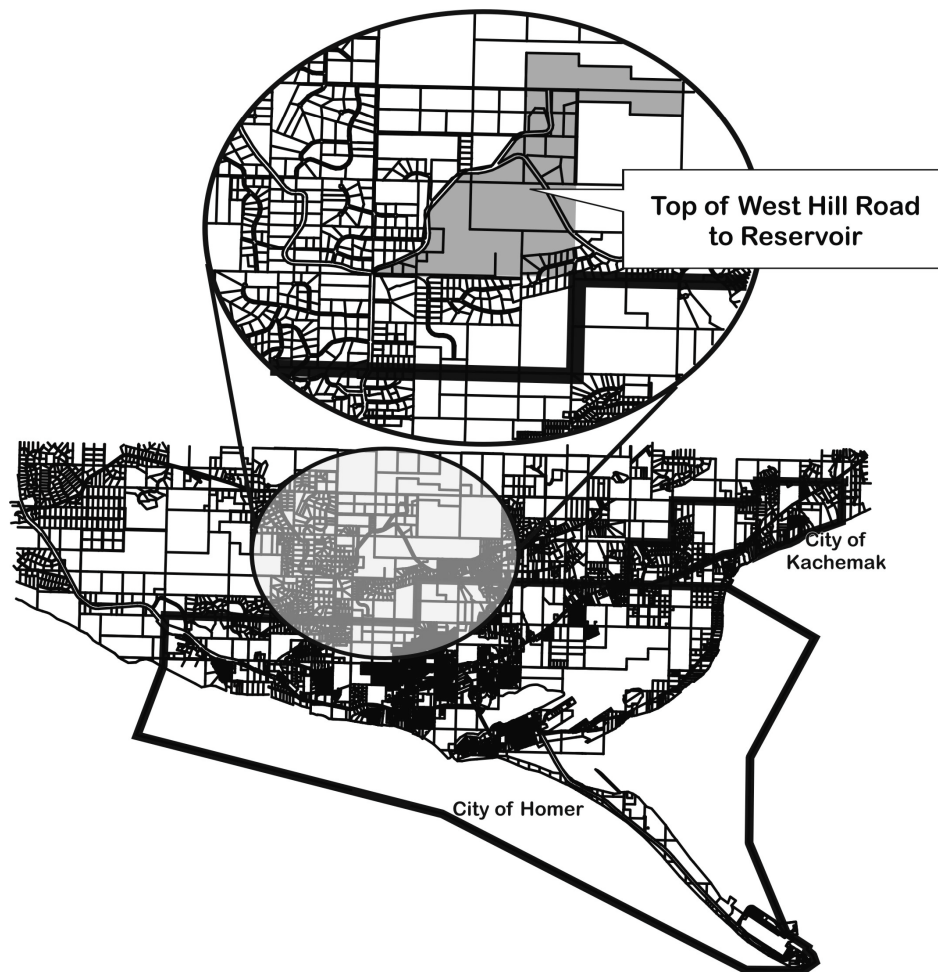 Top of West Hill Road
to Reservoir
City of
Kachemak
City of Homer